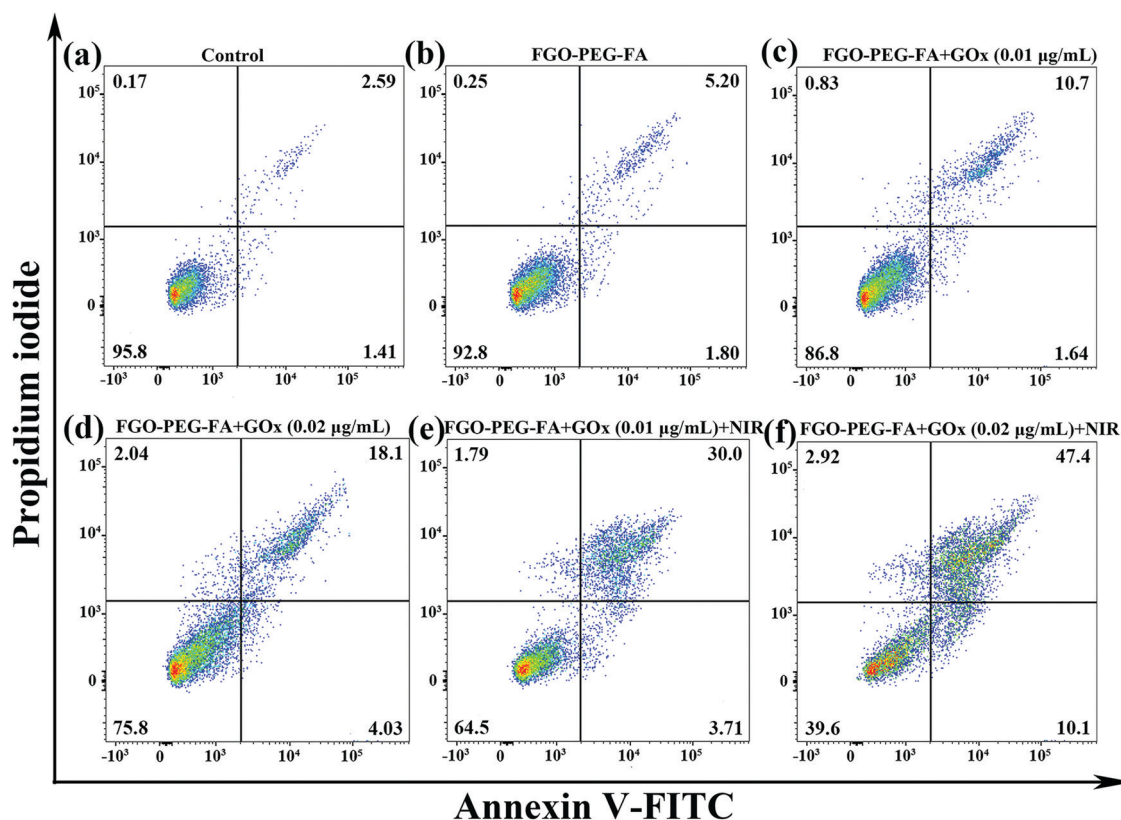 (a) Control
0.17 2.59
10⁵
10⁴
10³
0
95.8 1.41
-10³ 0 10³ 10⁴ 10⁵
(b) FGO-PEG-FA
0.25 5.20
10⁵
10⁴
10³
0
92.8 1.80
-10³ 0 10³ 10⁴ 10⁵
(c) FGO-PEG-FA+GOx (0.01 μg/mL)
0.83 10.7
10⁵
10⁴
10³
0
86.8 1.64
-10³ 0 10³ 10⁴ 10⁵
(d) FGO-PEG-FA+GOx (0.02 μg/mL)
2.04 18.1
10⁵
10⁴
10³
0
75.8 4.03
-10³ 0 10³ 10⁴ 10⁵
(e) FGO-PEG-FA+GOx (0.01 μg/mL)+NIR
1.79 30.0
10⁵
10⁴
10³
0
64.5 3.71
-10³ 0 10³ 10⁴ 10⁵
(f) FGO-PEG-FA+GOx (0.02 μg/mL)+NIR
2.92 47.4
10⁵
10⁴
10³
0
39.6 10.1
-10³ 0 10³ 10⁴ 10⁵
Propidium iodide
Annexin V-FITC